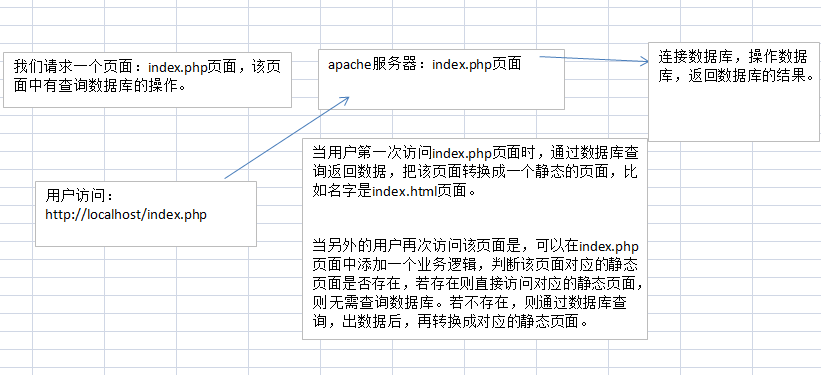 我们请求一个页面：index.php页面，该页
面中有查询数据库的操作。
apache服务器：index.php页面
连接数据库，操作数据
库，返回数据库的结果。
用户访问：
http://localhost/index.php
当用户第一次访问index.php页面时，通过数据库查
询返回数据，把该页面转换成一个静态的页面，比
如名字是index.html页面。
当另外的用户再次访问该页面是，可以在index.php
页面中添加一个业务逻辑，判断该页面对应的静态
页面是否存在，若存在则直接访问对应的静态页面，
则无需查询数据库。若不存在，则通过数据库查
询，出数据后，再转换成对应的静态页面。